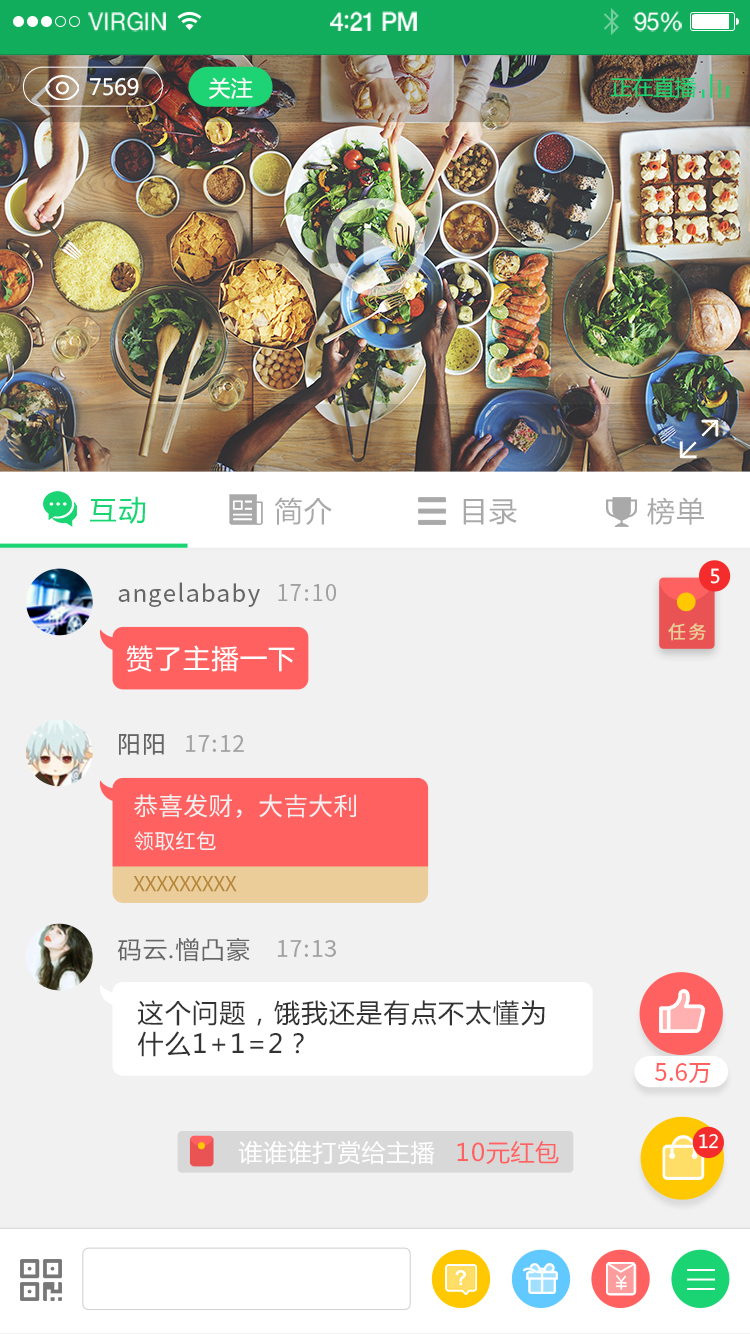 VIRGIN 4:21 PM 95%
7569 关注 正在直播
互动 简介 目录 榜单
angelababy 17:10
5
任务
赞了主播一下
阳阳 17:12
恭喜发财，大吉大利
领取红包
XXXXXXXXX
码云.憎凸豪 17:13
这个问题，饿我还是有点不太懂为
什么1+1=2？
5.6万
谁谁谁打赏给主播 10元红包
12
? ¥